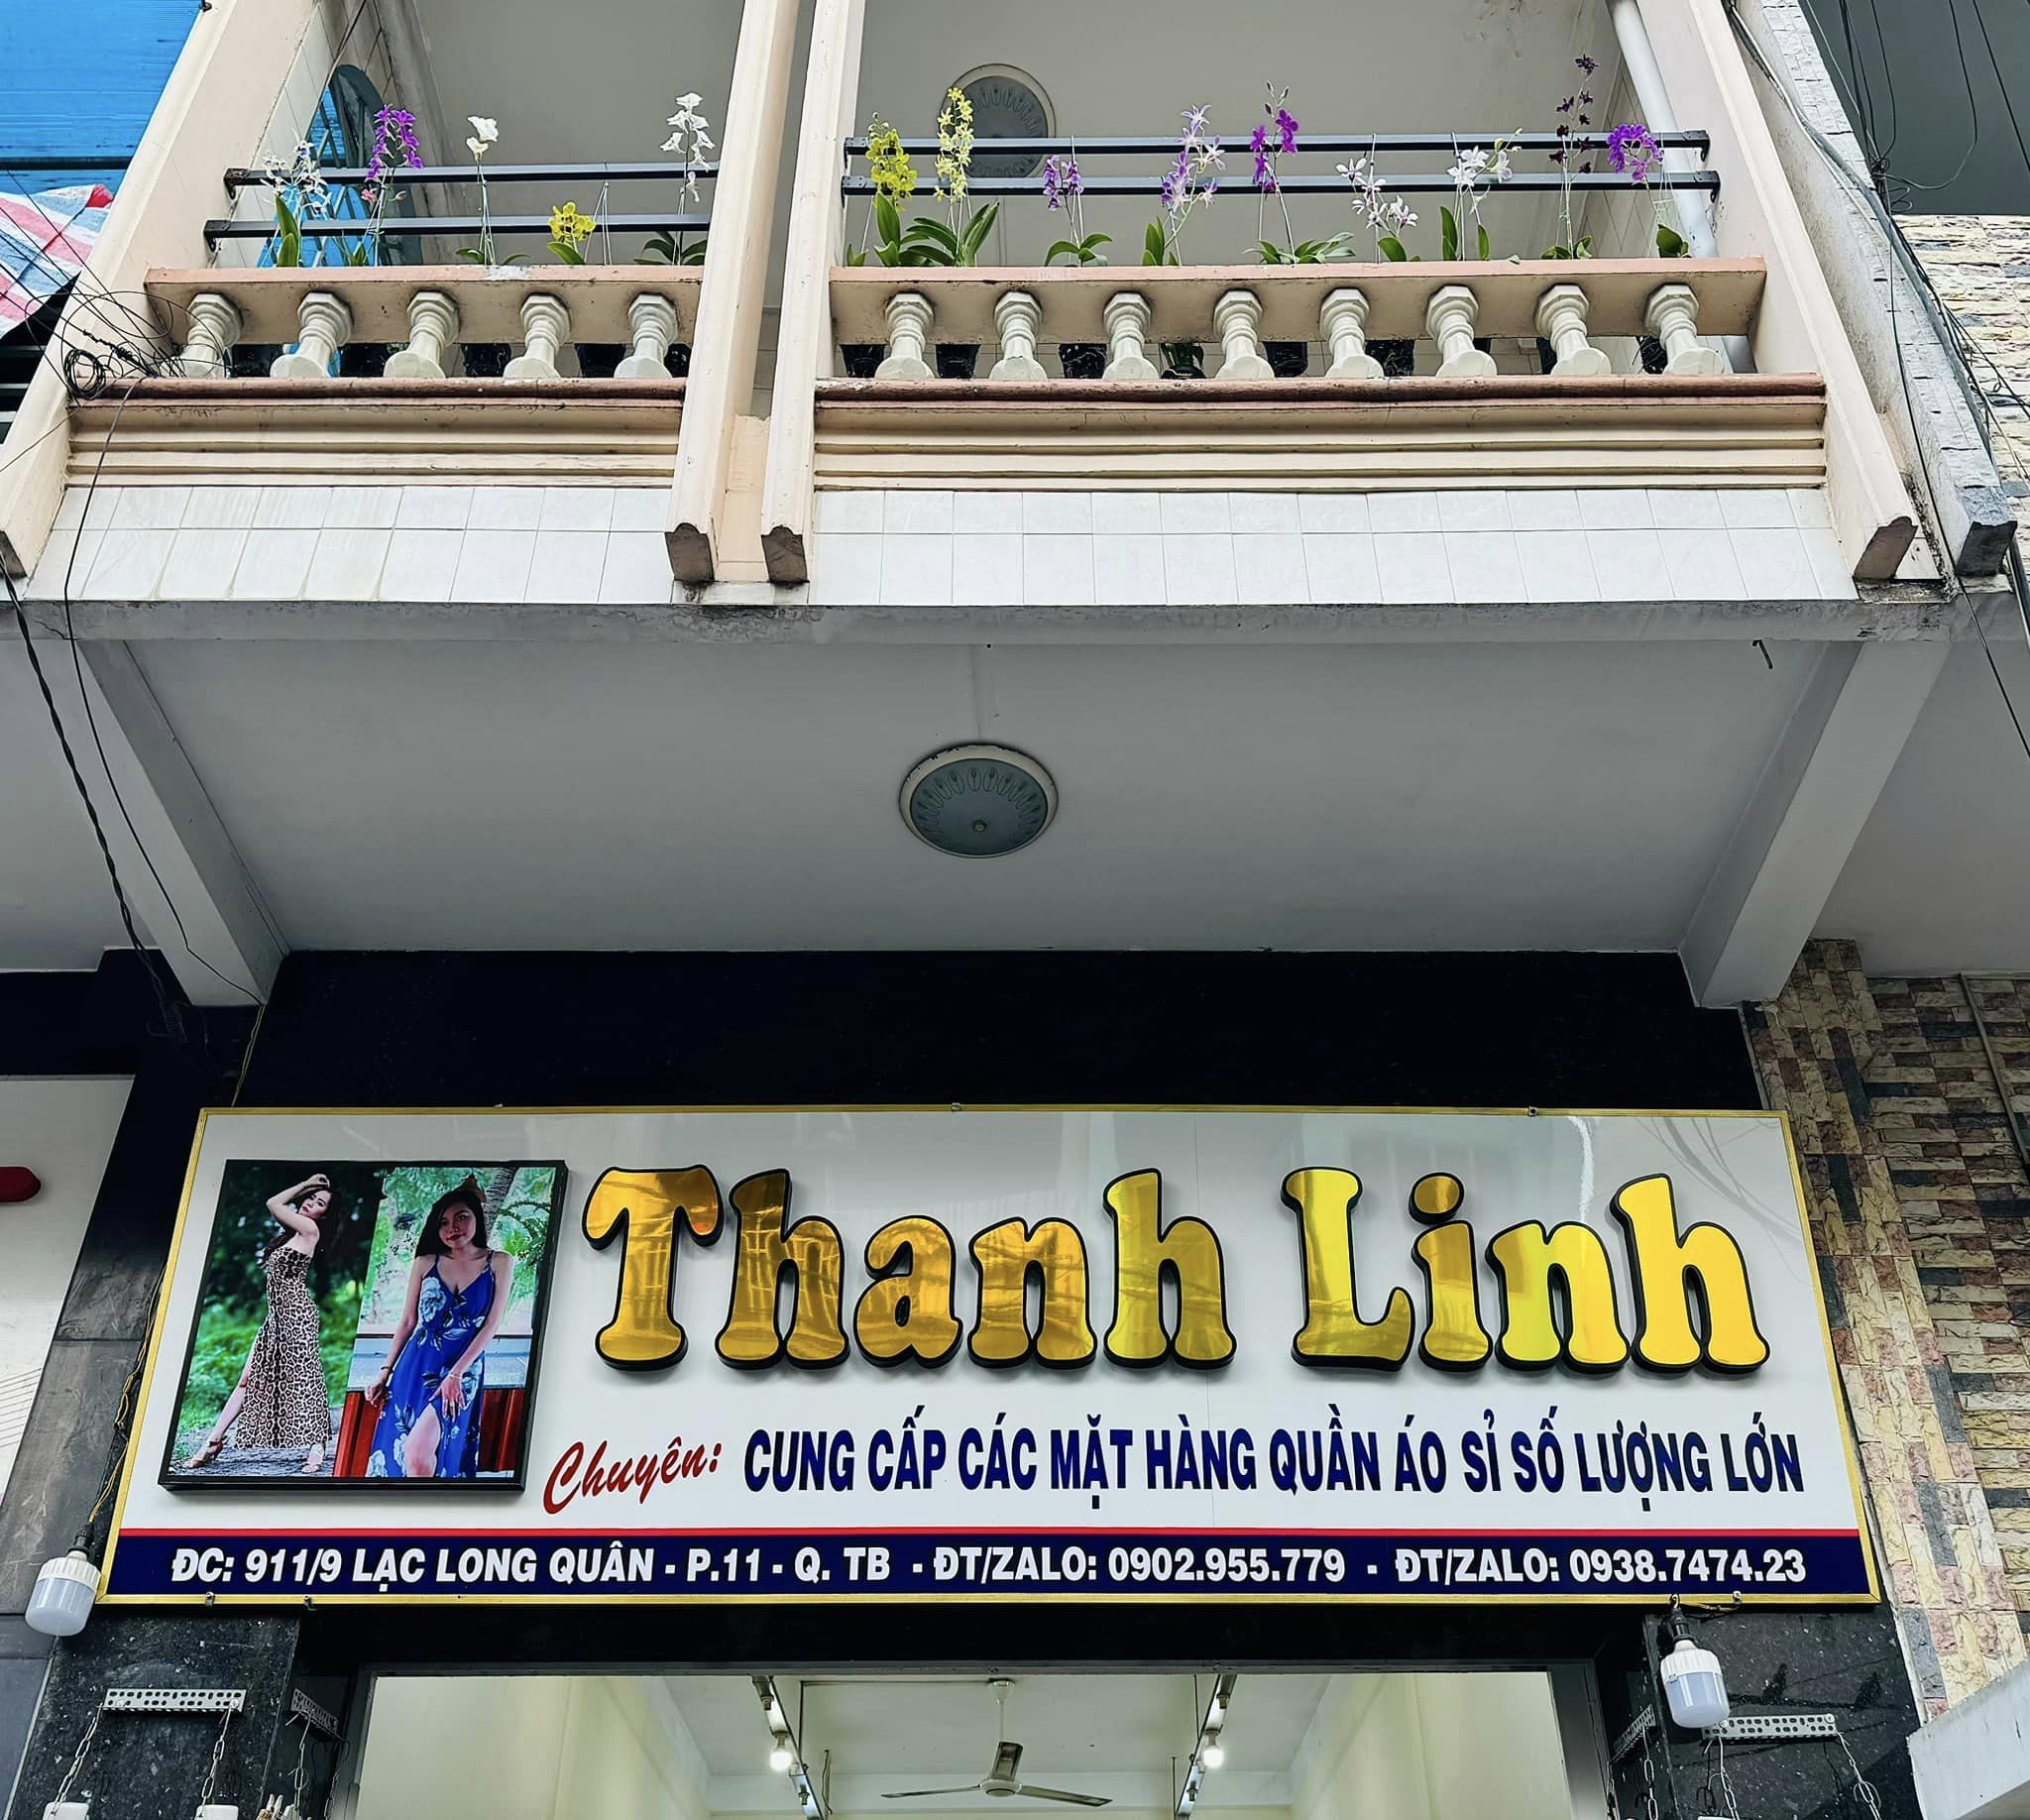 Thanh Linh
Chuyên: CUNG CẤP CÁC MẶT HÀNG QUẦN ÁO SỈ SỐ LƯỢNG LỚN
ĐC: 911/9 LẠC LONG QUÂN - P.11 - Q. TB - ĐT/ZALO: 0902.955.779 - ĐT/ZALO: 0938.7474.23